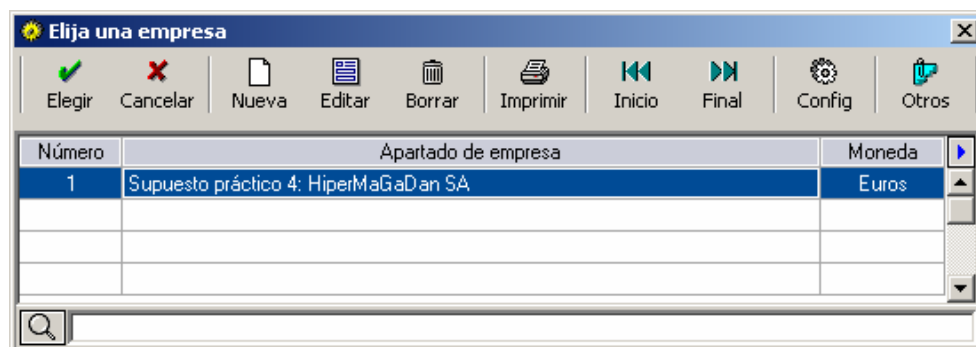 Elija una empresa
Elegir Cancelar Nueva Editar Borrar Imprimir Inicio Final Config Otros
Número Apartado de empresa Moneda
1 Supuesto práctico 4: HiperMaGaDan SA Euros